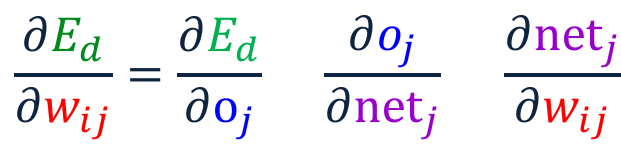 ∂E_d/∂w_ij = ∂E_d/∂o_j ∂o_j/∂net_j ∂net_j/∂w_ij